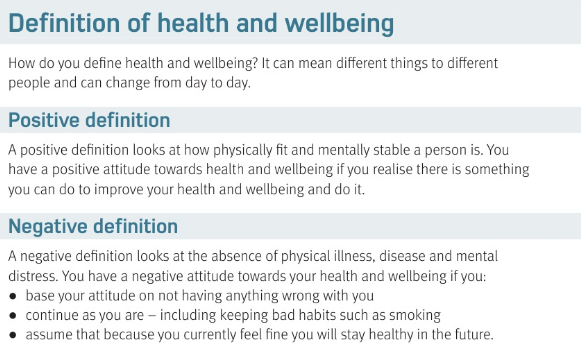 Definition of health and wellbeing
How do you define health and wellbeing? It can mean different things to different
people and can change from day to day.
Positive definition
A positive definition looks at how physically fit and mentally stable a person is. You
have a positive attitude towards health and wellbeing if you realise there is something
you can do to improve your health and wellbeing and do it.
Negative definition
A negative definition looks at the absence of physical illness, disease and mental
distress. You have a negative attitude towards your health and wellbeing if you:
● base your attitude on not having anything wrong with you
● continue as you are – including keeping bad habits such as smoking
● assume that because you currently feel fine you will stay healthy in the future.